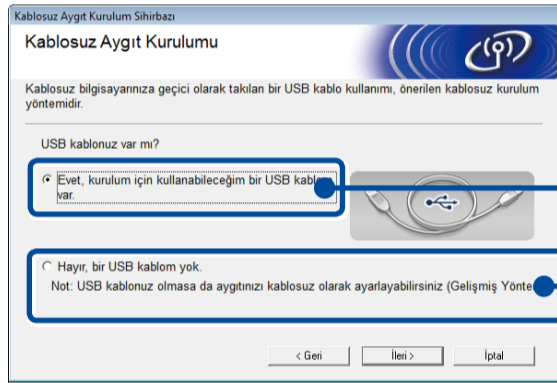 Kablosuz Aygıt Kurulum Sihirbazı
Kablosuz Aygıt Kurulumu
Kablosuz bilgisayarınıza geçici olarak takılan bir USB kablo kullanımı, önerilen kablosuz kurulum
yöntemidir.
USB kablonuz var mı?
Evet, kurulum için kullanabileceğim bir USB
var.
Hayır, bir USB kablom yok.
Not: USB kablonuz olmasa da aygıtınızı kablosuz olarak ayarlayabilirsiniz (Gelişmiş
< Geri
İleri >
İptal